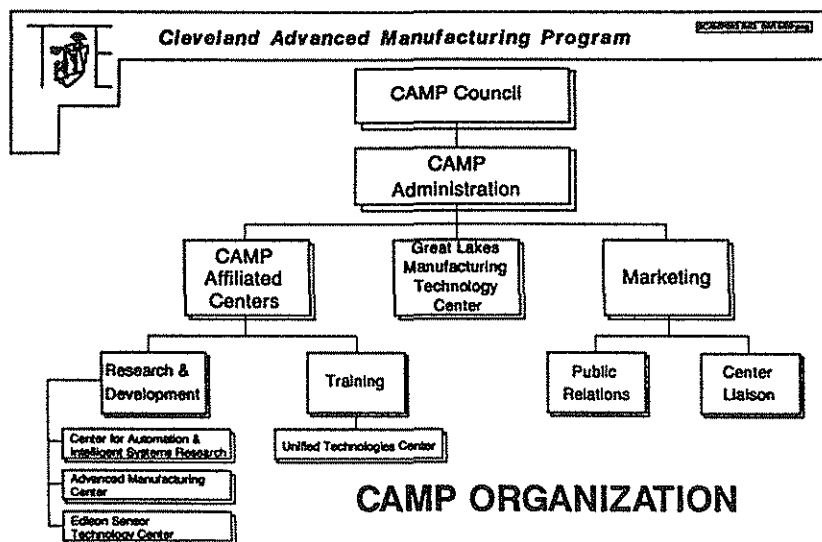 Cleveland Advanced Manufacturing Program
CAMP Council
CAMP
Administration
CAMP
Affiliated
Centers
Great Lakes
Manufacturing
Technology
Center
Marketing
Research &
Development
Training
Public
Relations
Center
Liaison
Center for Automation &
Intelligent Systems Research
Unified Technologies Center
Advanced Manufacturing
Center
Edison Sensor
Technology Center
CAMP ORGANIZATION